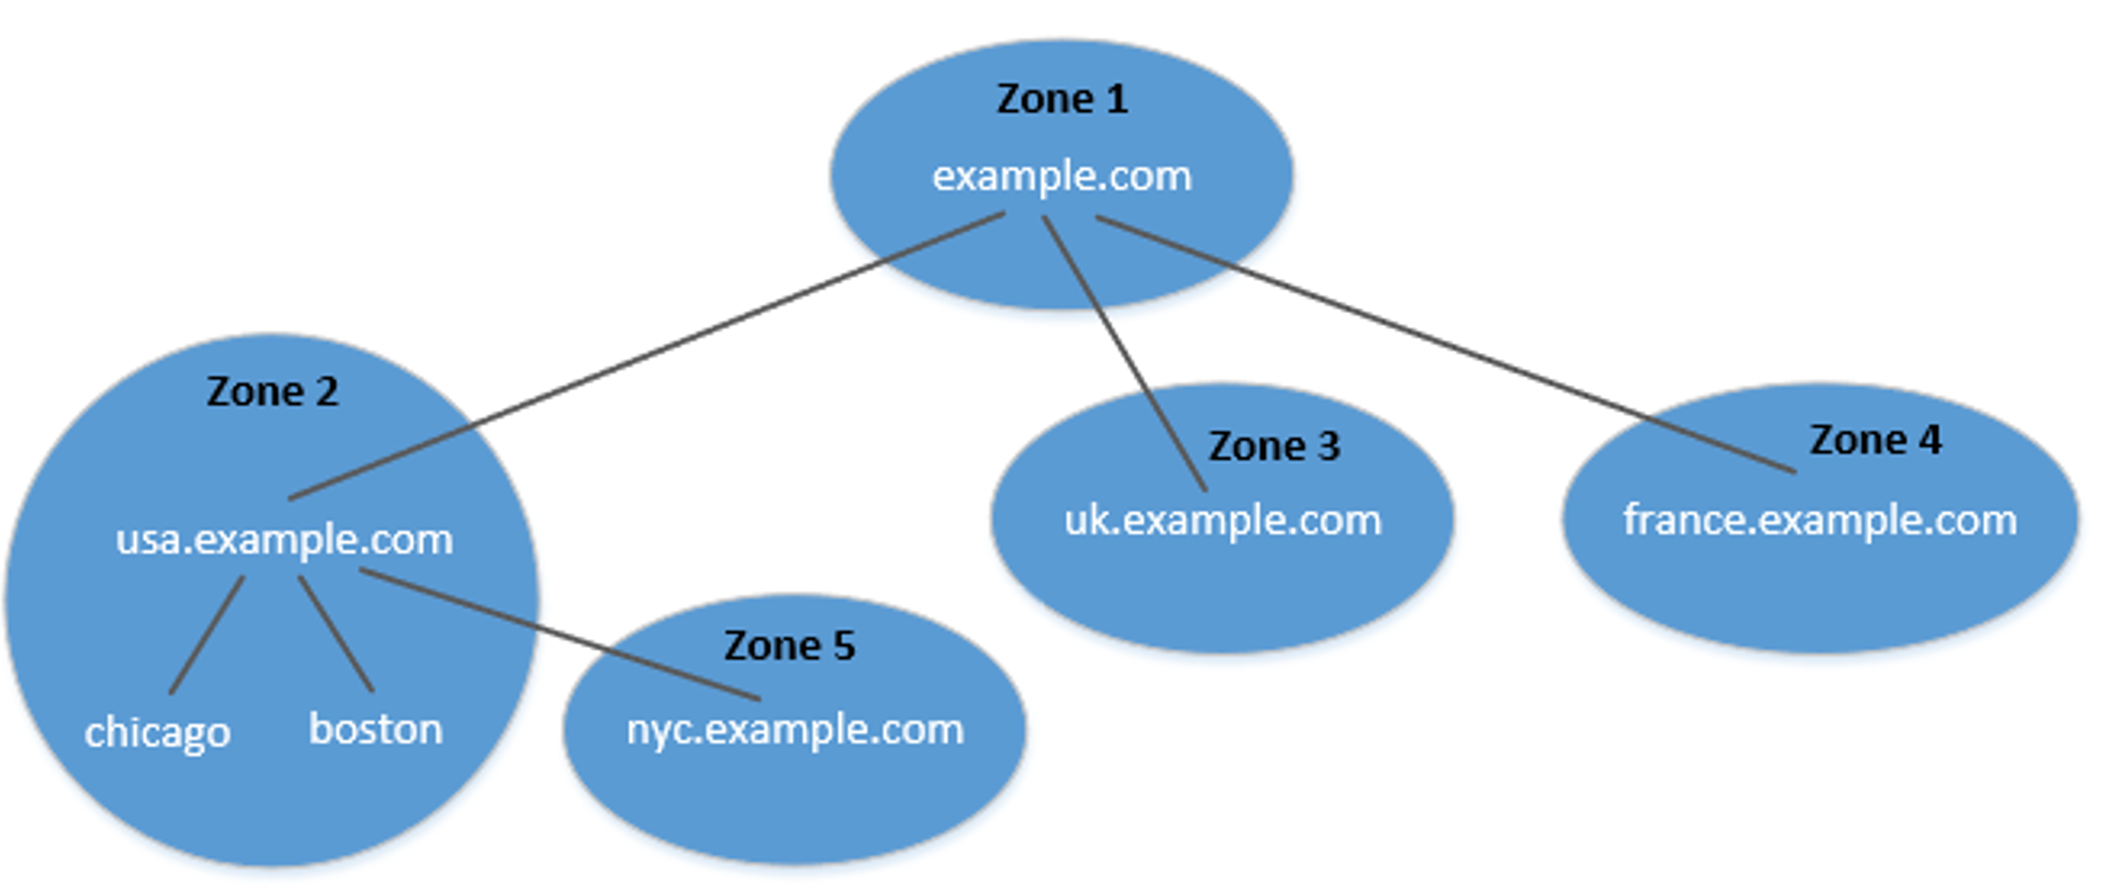 Zone 1
example.com
Zone 2
usa.example.com
chicago
boston
Zone 5
nyc.example.com
Zone 3
uk.example.com
Zone 4
france.example.com